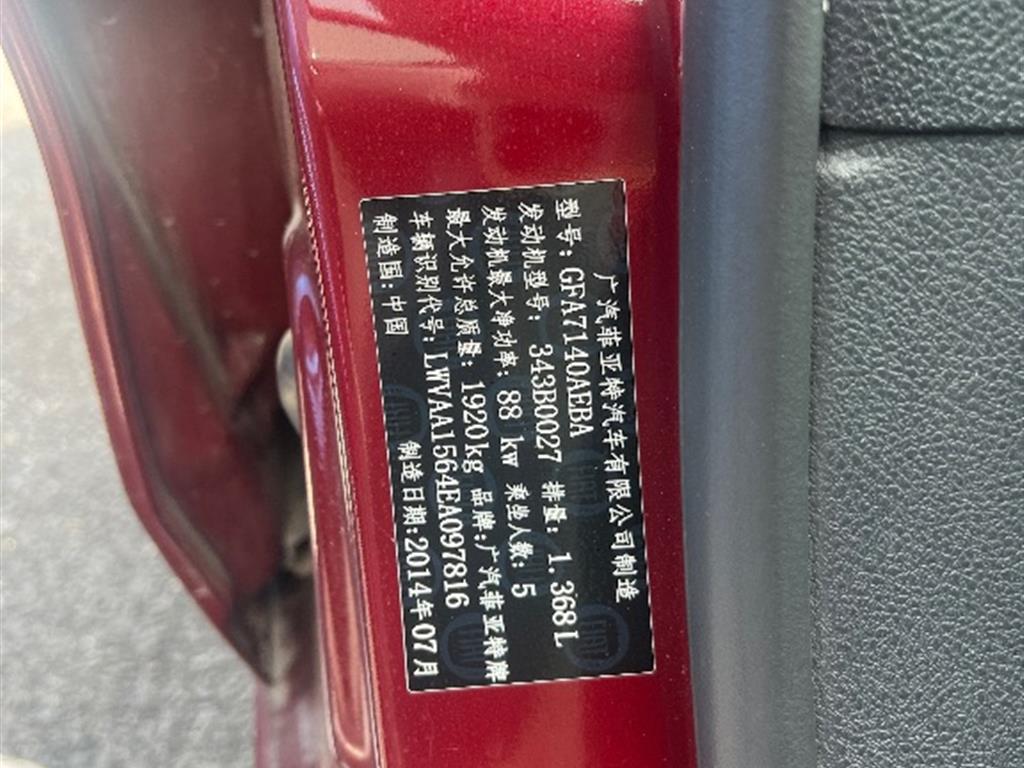 广汽菲亚特汽车有限公司制造
型号:GFA7140AEBA
发动机型号: 343B0027 排量: 1.368L
发动机最大净功率:88 kw 乘坐人数: 5
最大允许总质量:1920kg 品牌:广汽菲亚特牌
车辆识别代号:LWVAA1564EA097816
制造国:中国 制造日期:2014年07月